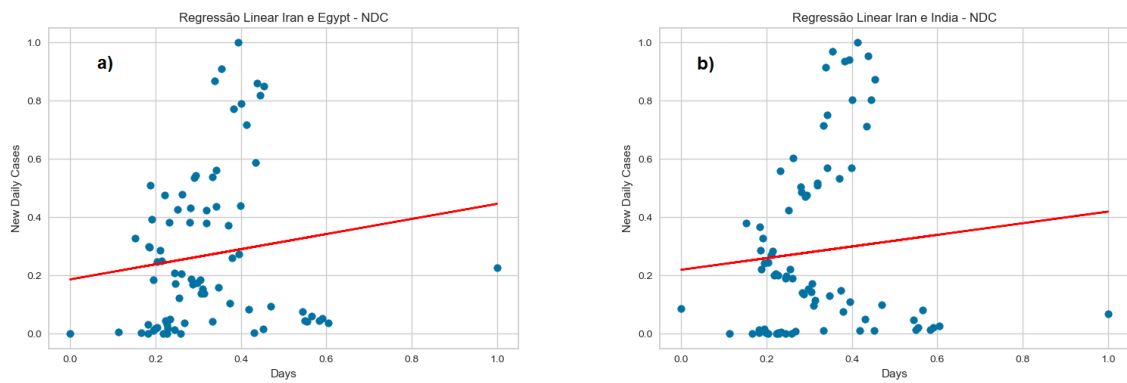 Regressão Linear Iran e Egypt - NDC
a)
1.0
0.8
0.6
0.4
0.2
0.0
New Daily Cases
0.0 0.2 0.4 0.6 0.8 1.0
Days
Regressão Linear Iran e India - NDC
b)
1.0
0.8
0.6
0.4
0.2
0.0
New Daily Cases
0.0 0.2 0.4 0.6 0.8 1.0
Days